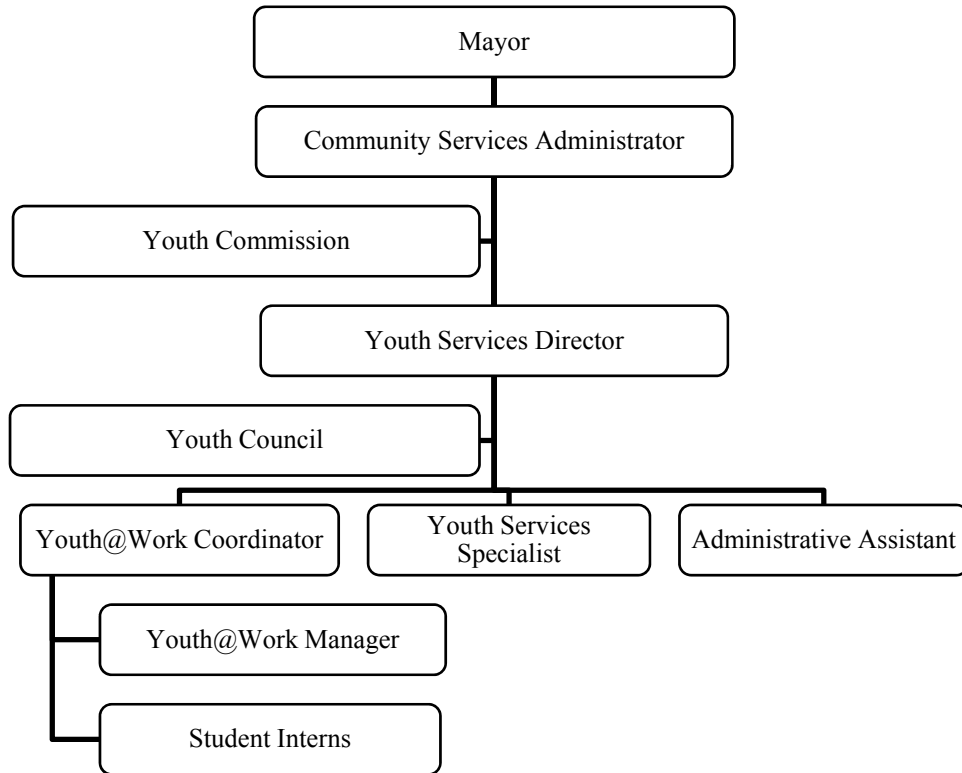 Mayor
Community Services Administrator
Youth Commission
Youth Services Director
Youth Council
Youth@Work Coordinator
Youth Services
Specialist
Administrative Assistant
Youth@Work Manager
Student Interns